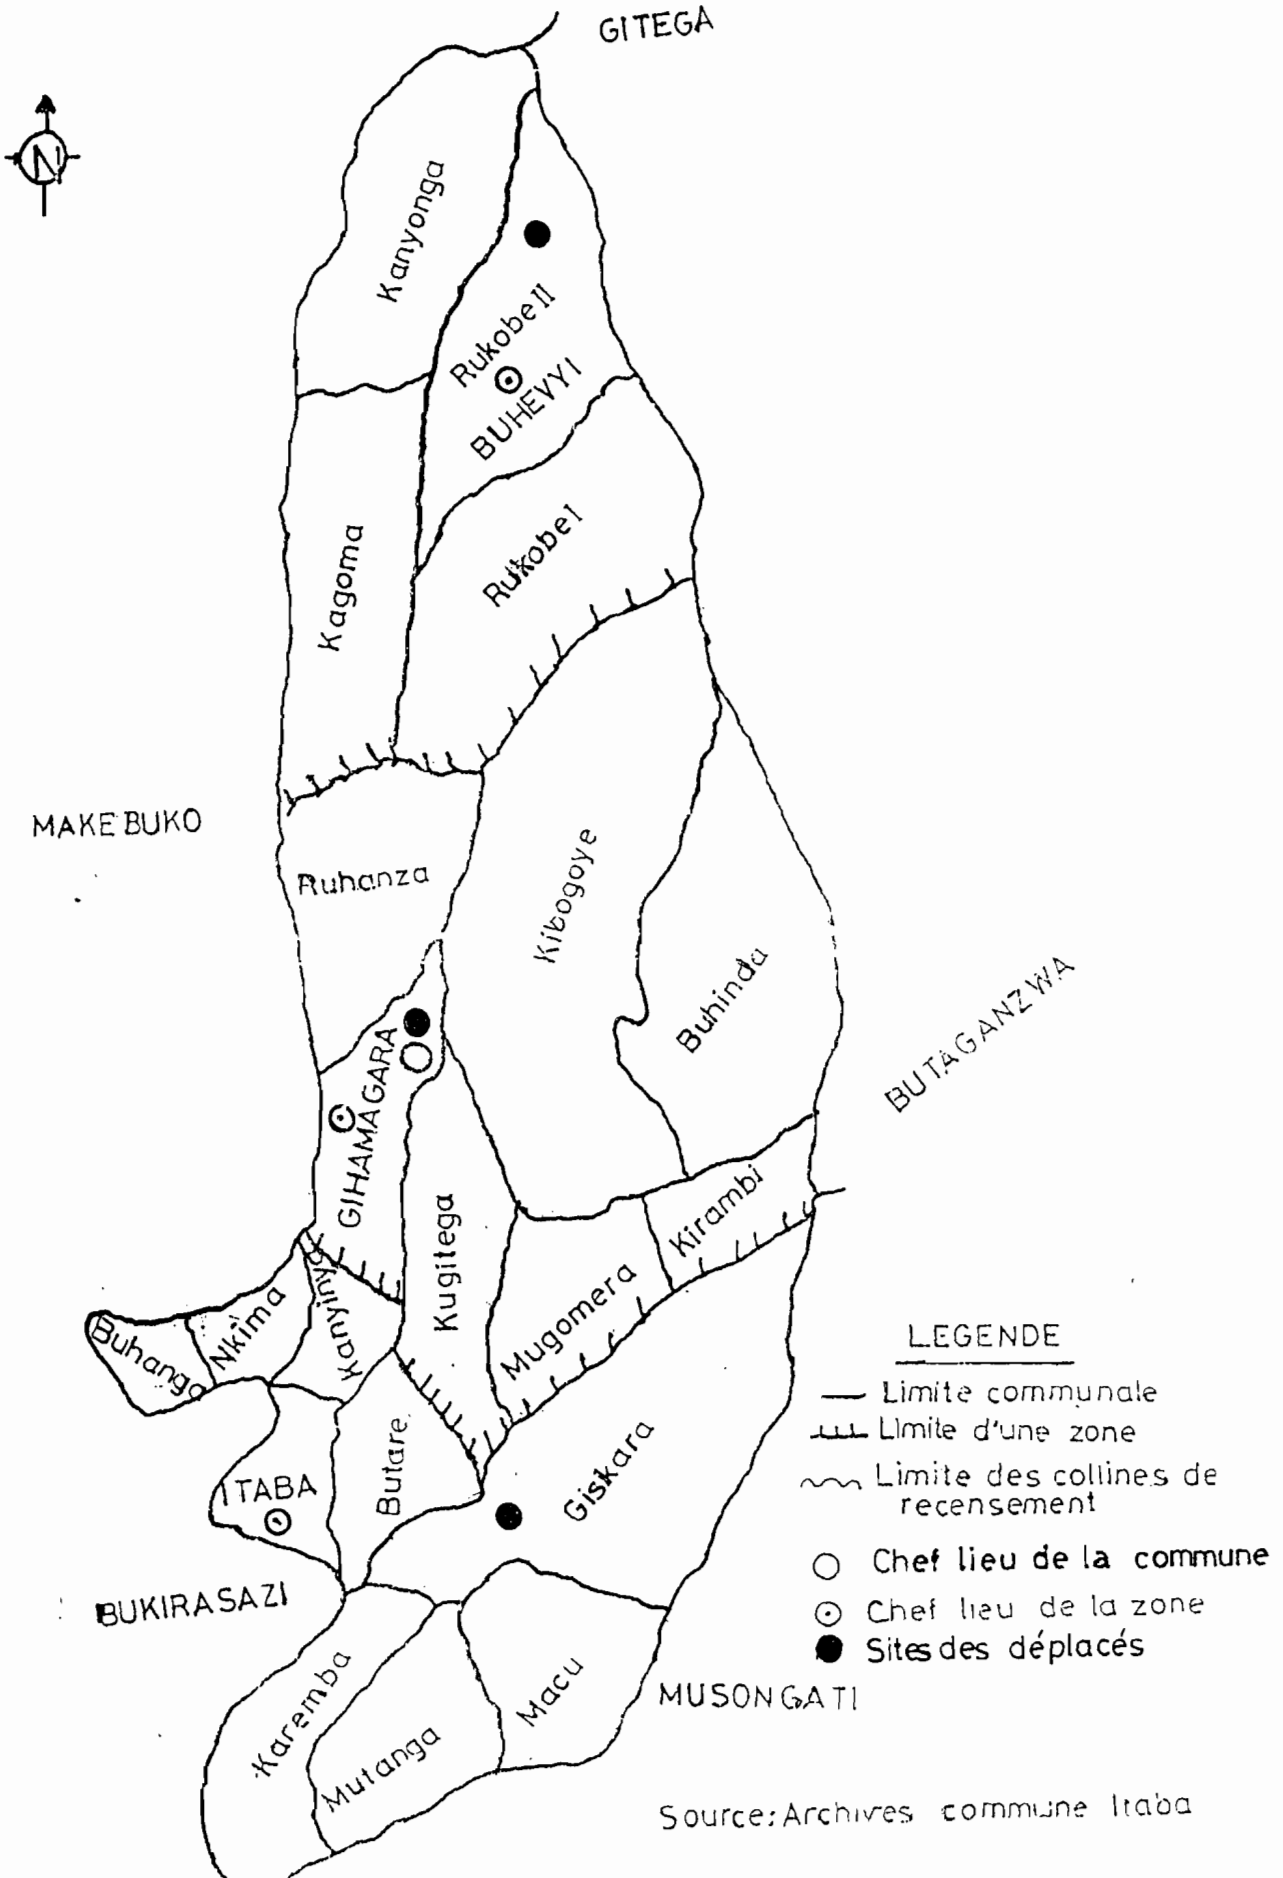 GITEGA
N
Kanyonga
Rukobe II
BUHEVYI
Rukobe I
Kagoma
MAKEBUKO
Ruhanza
Kibogoye
Buhinda
BUTAGANZWA
GIHAMAGARA
Kugitega
Kirambi
Mugomera
Kanyinya
Nkima
Buhanga
ITABA
Butare
Giskara
BUKIRASAZI
Karemba
Mutanga
Macu
MUSONGATI
LEGENDE
Limite communale
Limite d'une zone
Limite des collines de
recensement
Chef lieu de la commune
Chef lieu de la zone
Sites des déplacés
Source: Archives commune Itaba